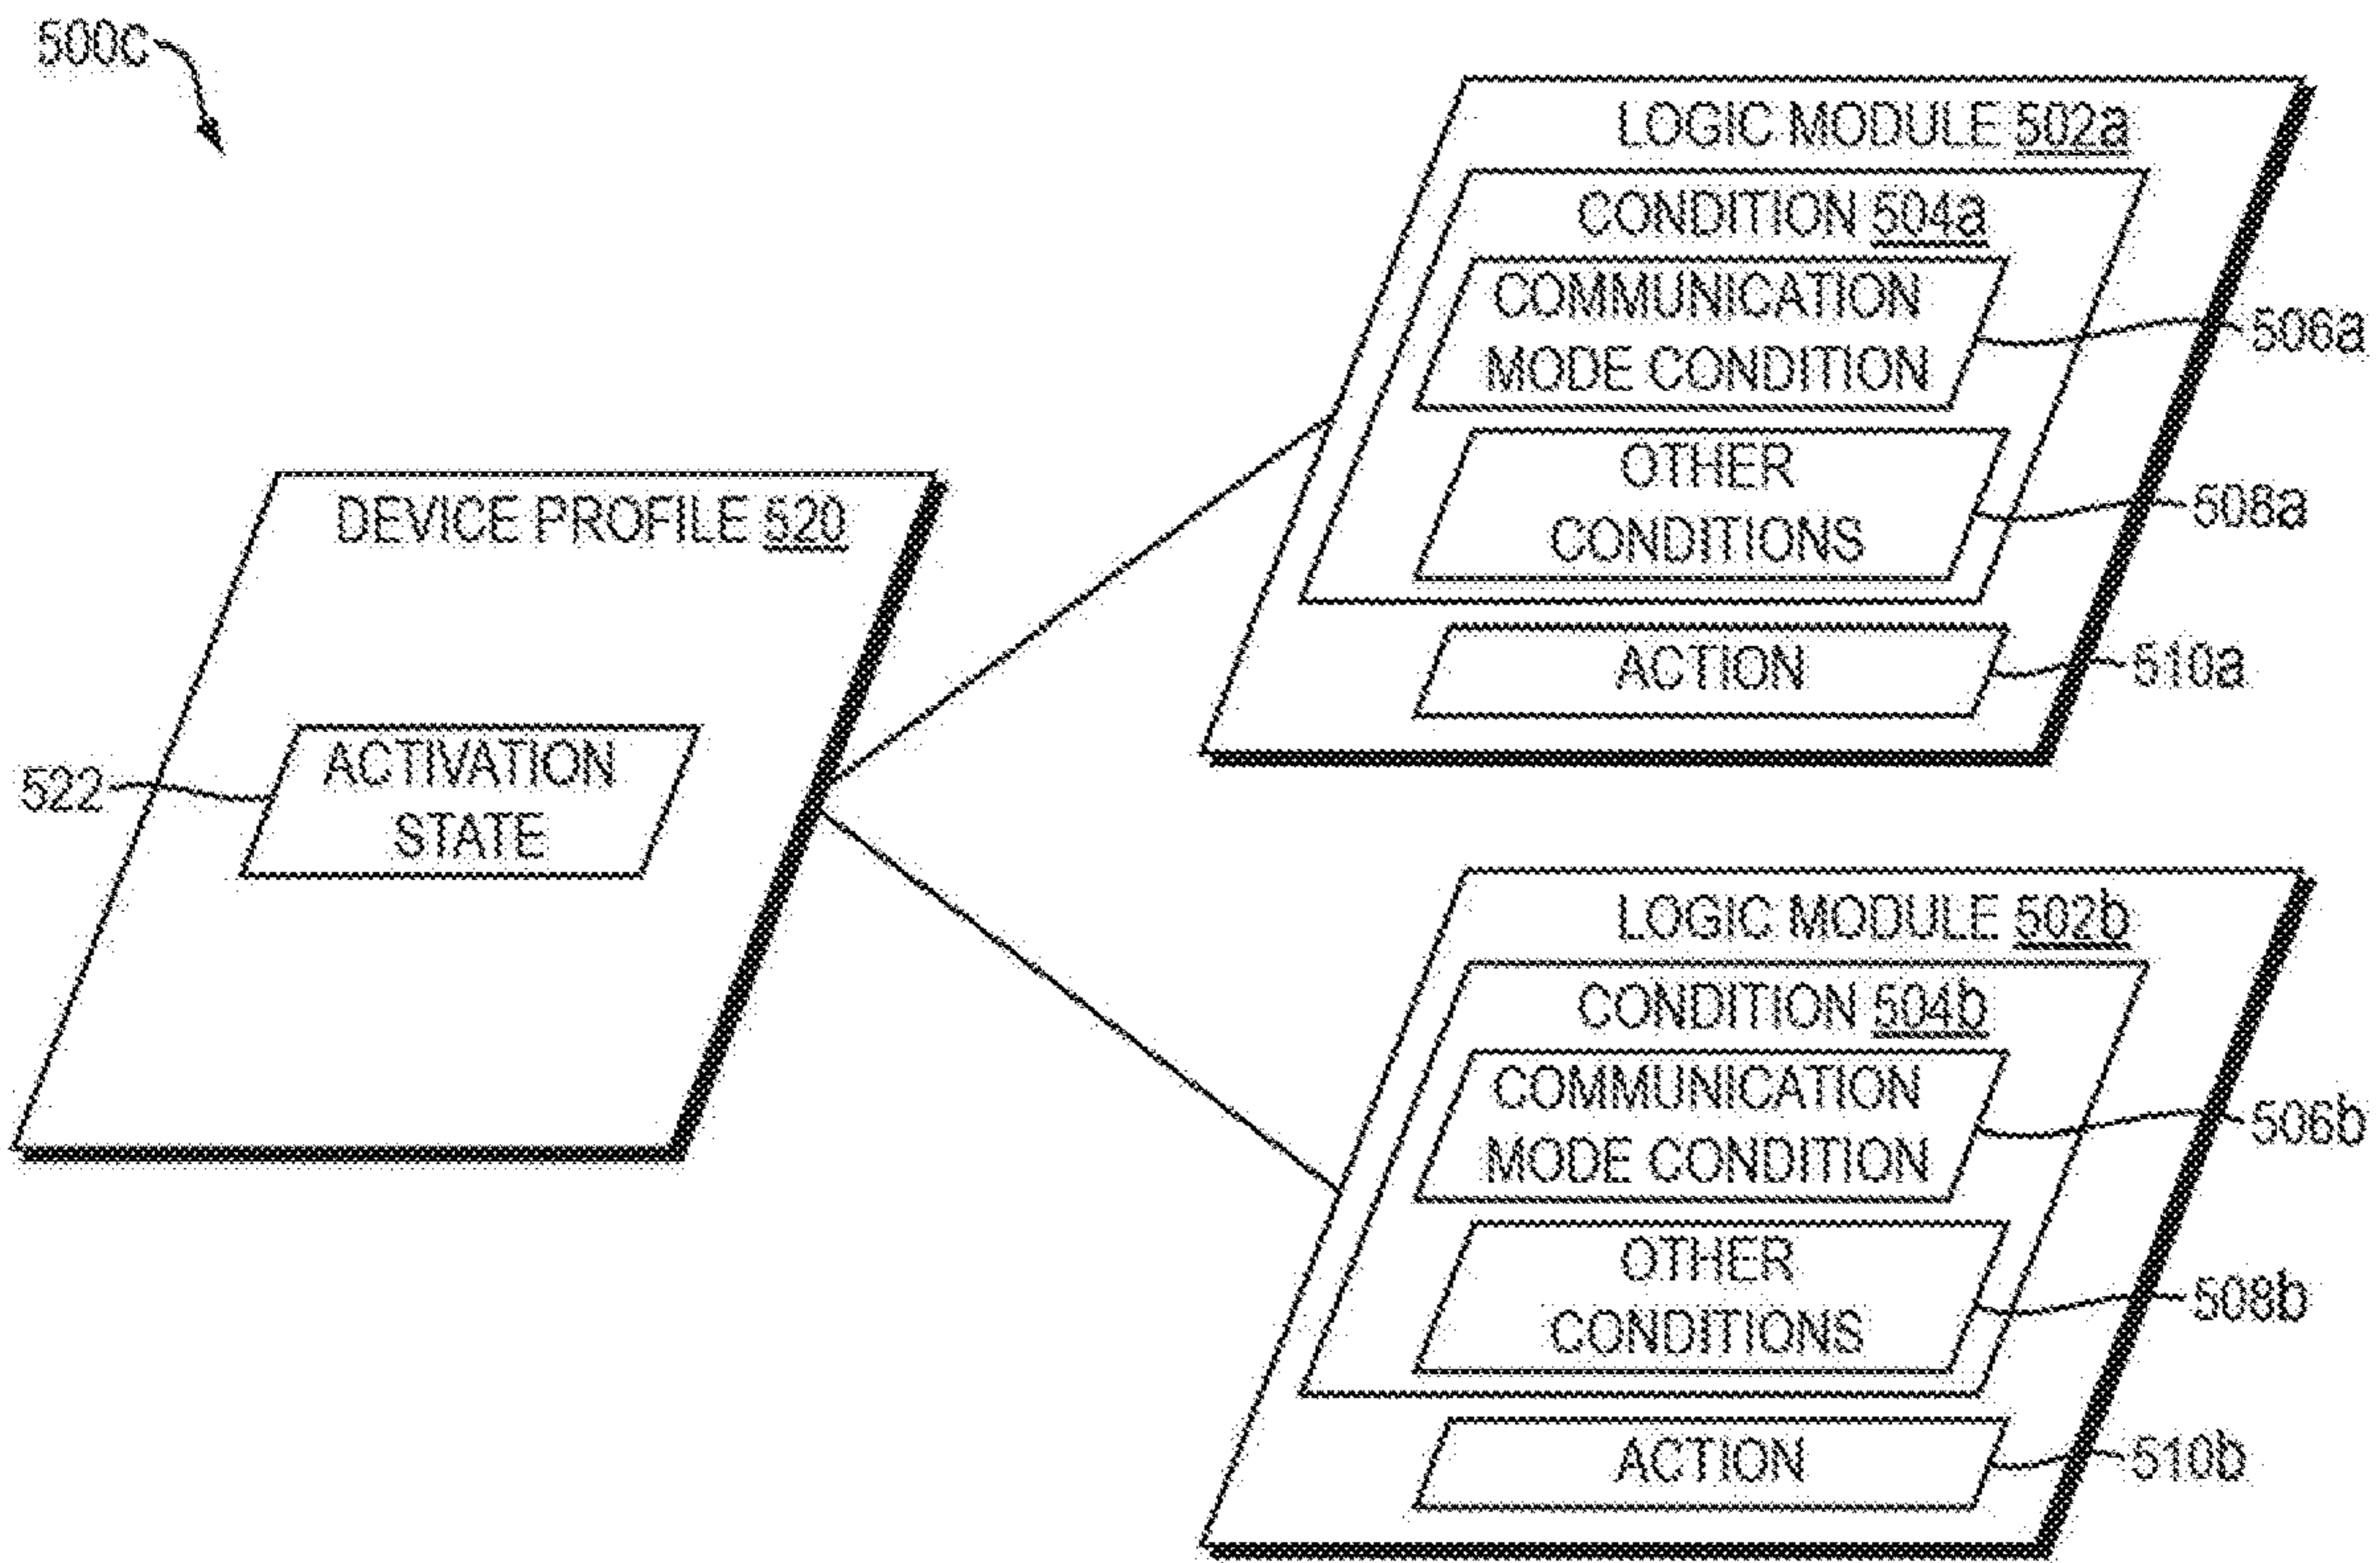 500c
LOGIC MODULE 502a
CONDITION 504a
COMMUNICATION
MODE CONDITION
506a
OTHER
CONDITIONS
508a
ACTION
510a
DEVICE PROFILE 520
ACTIVATION
STATE
522
LOGIC MODULE 502b
CONDITION 504b
COMMUNICATION
MODE CONDITION
506b
OTHER
CONDITIONS
508b
ACTION
510b